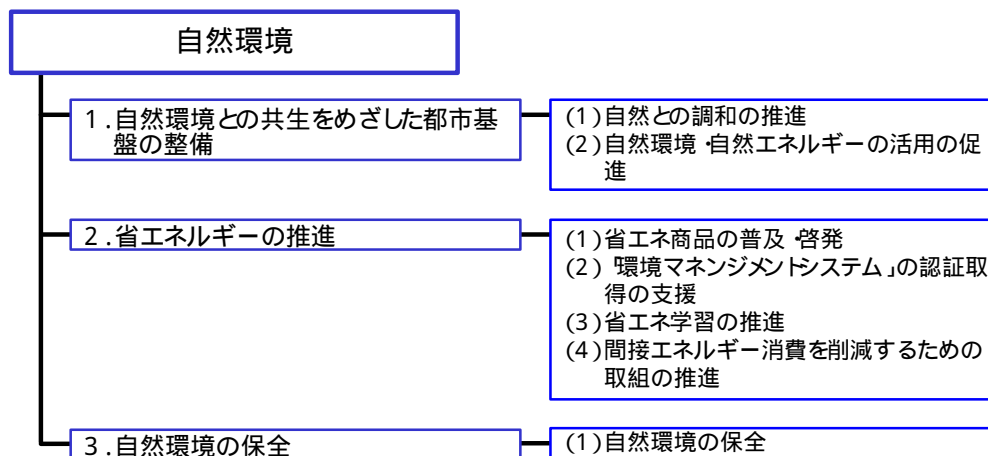 自然環境
1.自然環境との共生をめざした都市基
盤の整備
(1)自然との調和の推進
(2)自然環境・自然エネルギーの活用の促
進
2.省エネルギーの推進
(1)省エネ商品の普及・啓発
(2)「環境マネンジメントシステム」の認証取
得の支援
(3)省エネ学習の推進
(4)間接エネルギー消費を削減するための
取組の推進
3.自然環境の保全
(1)自然環境の保全